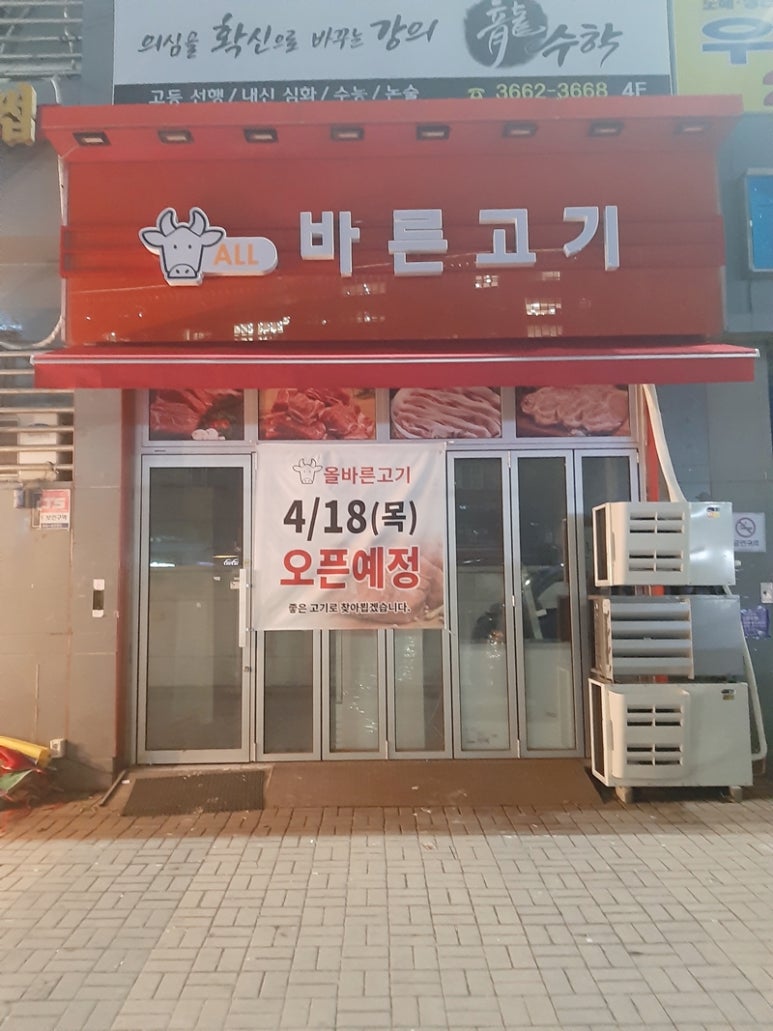 의심을 확신으로 바꾸는 강의 龍수학
고등 선행/내신 심화/수능/논술 ☎ 3662-3668 4F
ALL 바른고기
올바른고기
4/18(목)
오픈예정
좋은 고기로 찾아뵙겠습니다.